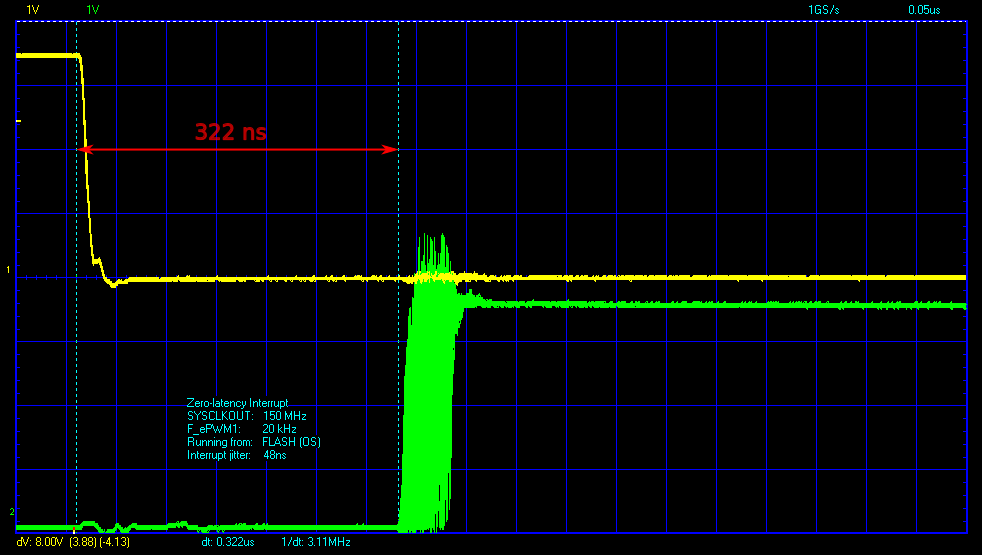 1V 1V 1GS/s 0.05us
322 ns
1
Zero-latency Interrupt
SYSCLKOUT: 150 MHz
F_ePWM1: 20 kHz
Running from: FLASH (OS)
Interrupt jitter: 48ns
2
dV: 8.00V (3.88) (-4.13) dt: 0.322us 1/dt: 3.11MHz